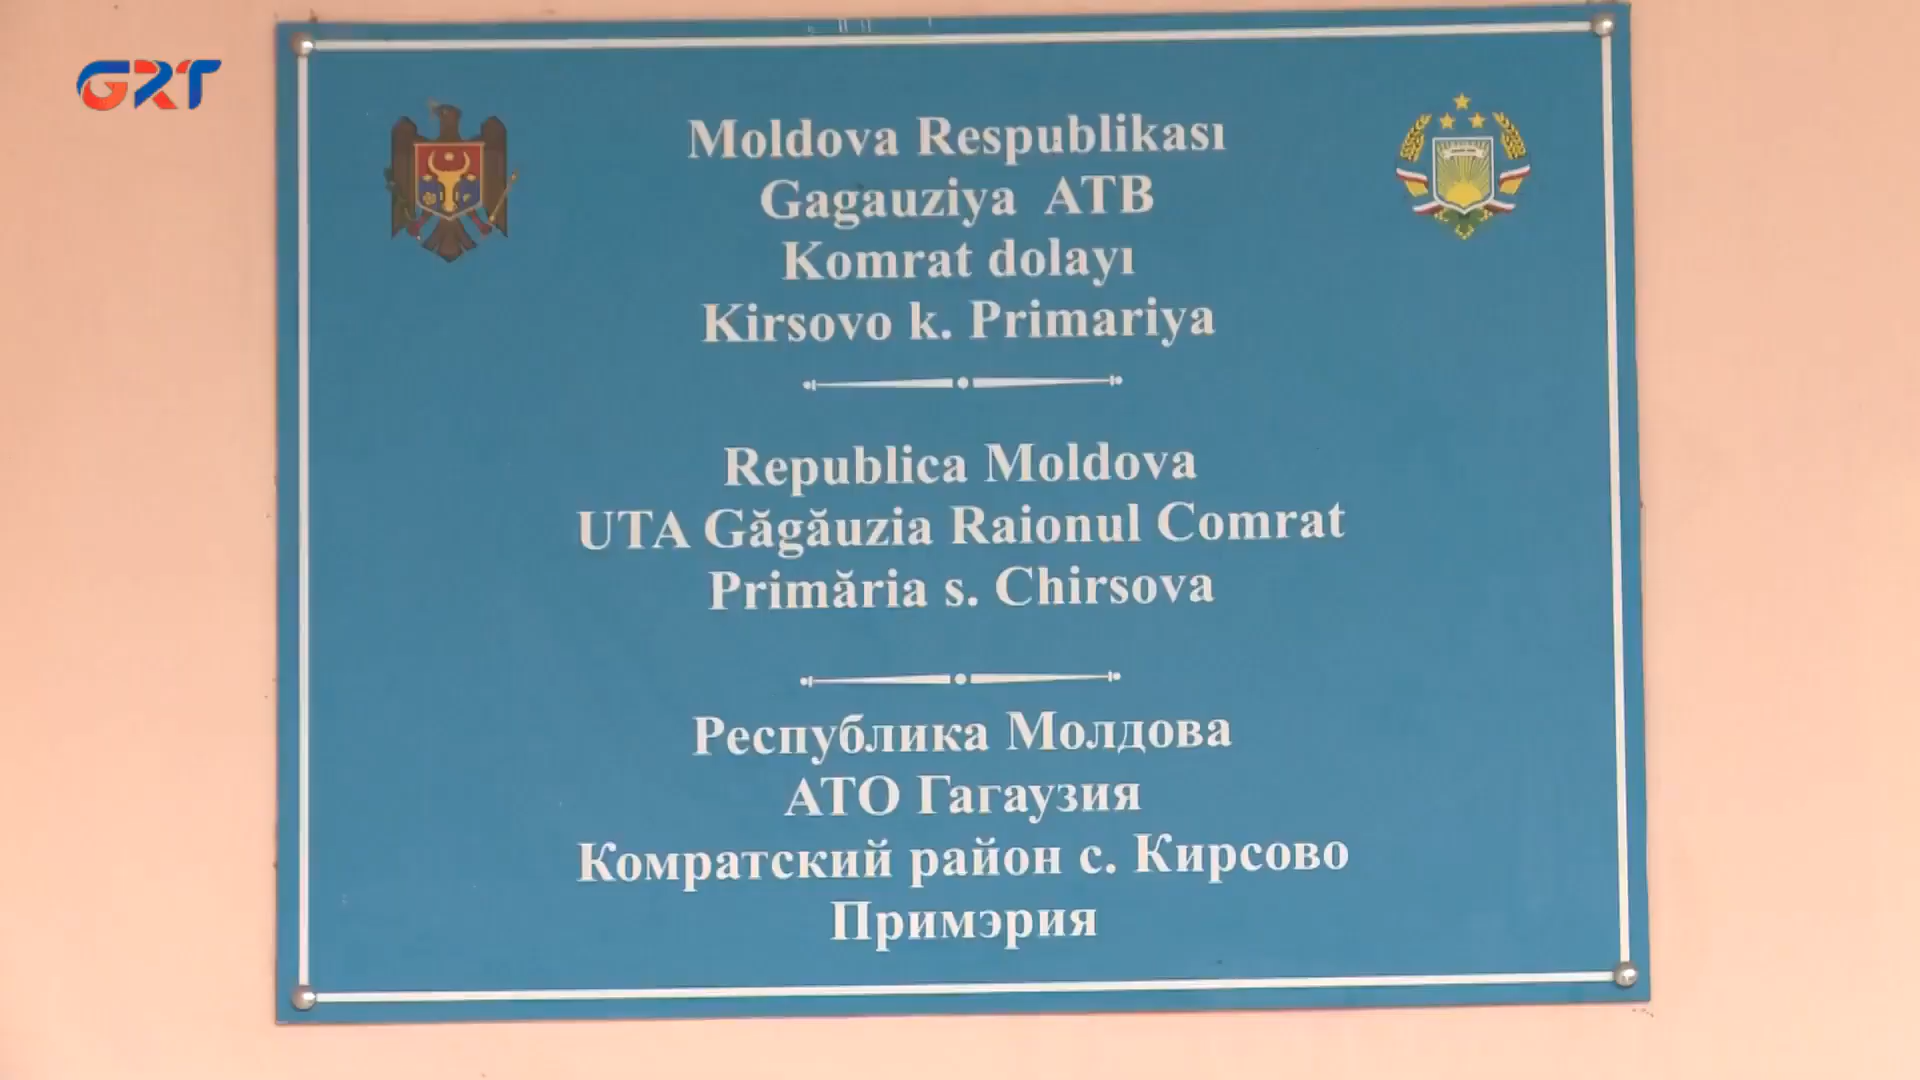 GRT
Moldova Respublikası
Gagauziya ATB
Komrat dolayı
Kirsovo k. Primariya
Republica Moldova
UTA Găgăuzia Raionul Comrat
Primăria s. Chirsova
Республика Молдова
АТО Гагаузия
Комратский район с. Кирсово
Примэрия